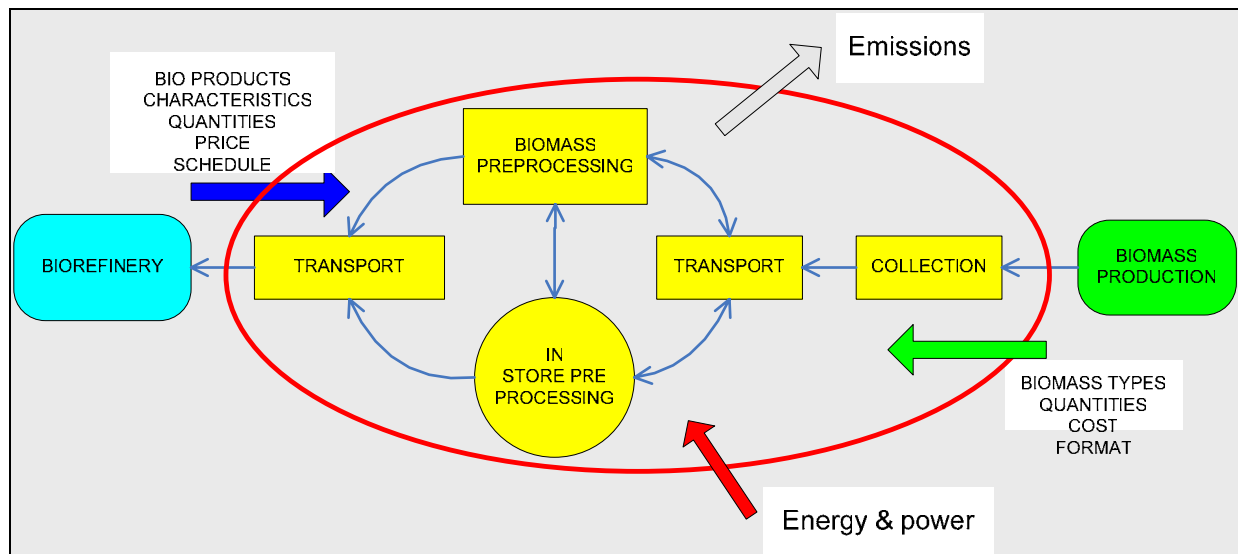 Emissions
BIO PRODUCTS
CHARACTERISTICS
QUANTITIES
PRICE
SCHEDULE
BIOMASS
PREPROCESSING
BIOREFINERY
TRANSPORT
TRANSPORT
COLLECTION
BIOMASS
PRODUCTION
IN
STORE PRE
PROCESSING
BIOMASS TYPES
QUANTITIES
COST
FORMAT
Energy & power